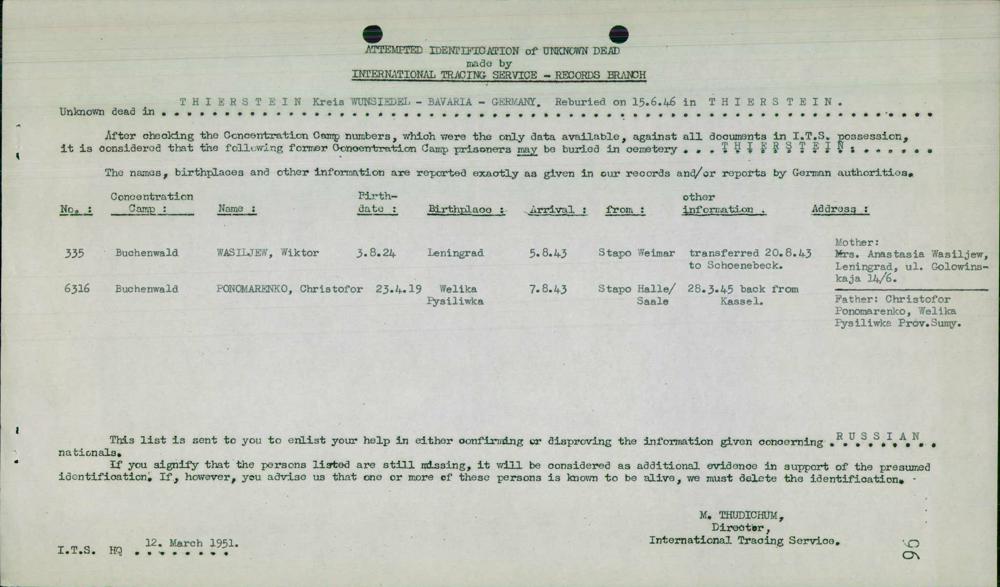 ATTEMPTED IDENTIFICATION of UNKNOWN DEAD
made by
INTERNATIONAL TRACING SERVICE - RECORDS BRANCH
Unknown dead in THIERSTEIN Kreis WUNSIEDEL - BAVARIA - GERMANY. Reburied on 15.6.46 in THIERSTEIN.
After checking the Concentration Camp numbers, which were the only data available, against all documents in I.T.S. possession,
it is considered that the following former Concentration Camp prisoners may be buried in cemetery ... THIERSTEIN: ......
The names, birthplaces and other information are reported exactly as given in our records and/or reports by German authorities.
No. : Concentration Camp : Name : Birth-date : Birthplace : Arrival : from : other information . Address :
335 Buchenwald WASILJEW, Wiktor 3.8.24 Leningrad 5.8.43 Stapo Weimar transferred 20.8.43 to Schoenebeck. Mother:
Mrs. Anastasia Wasiljew,
Leningrad, ul. Golowins-
kaja 14/6.
6316 Buchenwald PONOMARENKO, Christofor 23.4.19 Welika Pysiliwka 7.8.43 Stapo Halle/Saale 28.3.45 back from Kassel.
Father: Christofor
Ponomarenko, Welika
Pysiliwka Prov.Sumy.
This list is sent to you to enlist your help in either confirming or disproving the information given concerning RUSSIAN
nationals.
If you signify that the persons listed are still missing, it will be considered as additional evidence in support of the presumed
identification. If, however, you advise us that one or more of these persons is known to be alive, we must delete the identification.
M. THUDICHUM,
Director,
International Tracing Service.
I.T.S. HQ 12. March 1951.
96